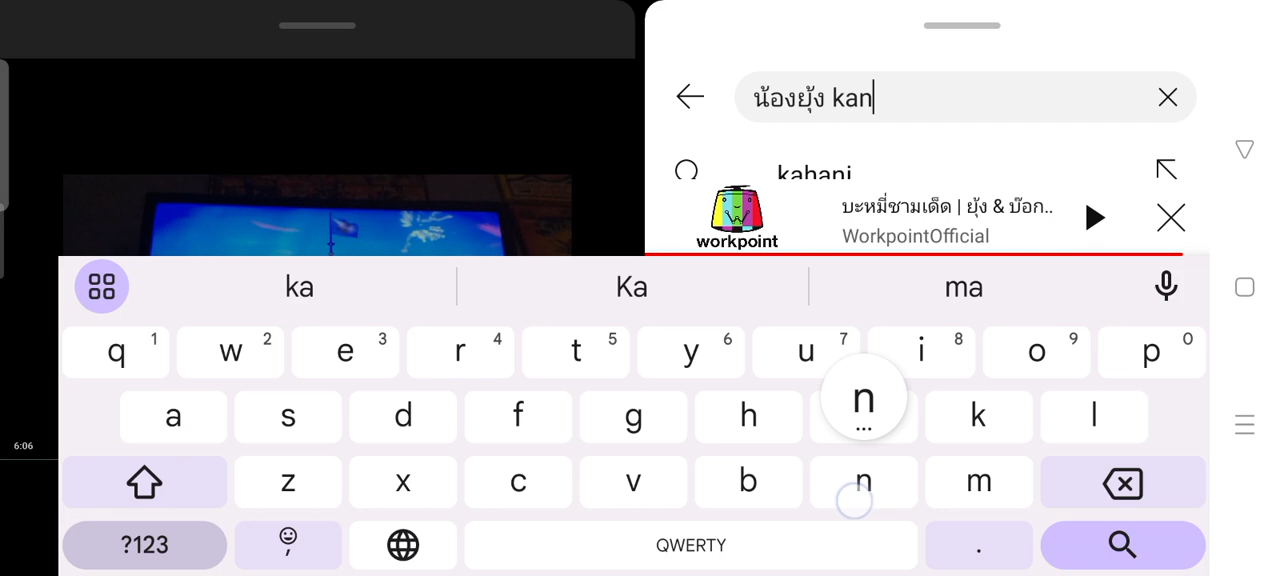 น้องยุ้ง kan
kahani
workpoint
บะหมี่ชามเด็ด | ยุ้ง & บ๊อก..
WorkpointOfficial
ka Ka ma
q 1 w 2 e 3 r 4 t 5 y 6 u 7 i 8 o 9 p 0
a s d f g h n ... k l
6:06
z x c v b n m
?123 , QWERTY .